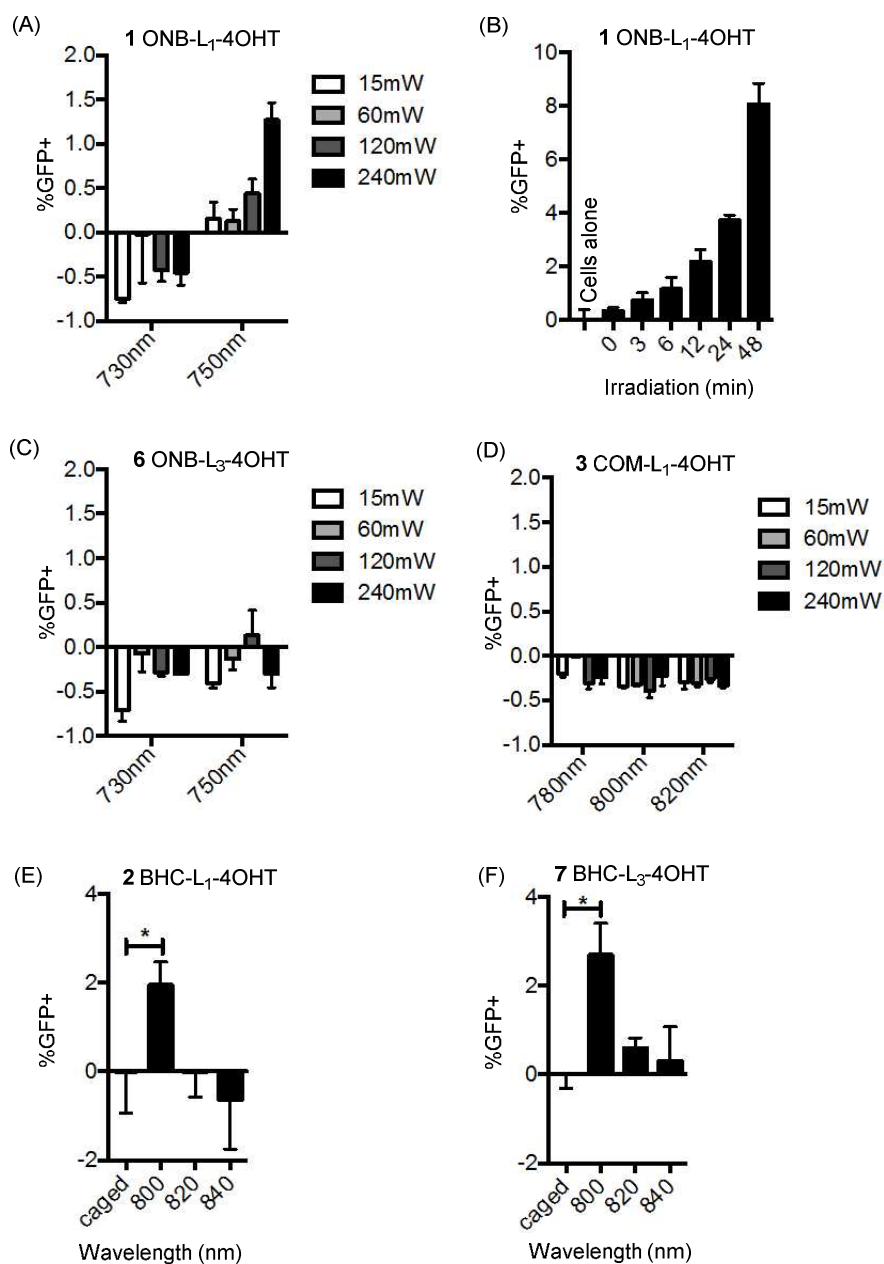 (A)
1 ONB-L1-4OHT
2.0
1.5
1.0
0.5
0.0
-0.5
-1.0
%GFP+
730nm
750nm
15mW
60mW
120mW
240mW
(B)
1 ONB-L1-4OHT
10
8
6
4
2
0
%GFP+
Cells alone
0
3
6
12
24
48
Irradiation (min)
(C)
6 ONB-L3-4OHT
2.0
1.5
1.0
0.5
0.0
-0.5
-1.0
%GFP+
730nm
750nm
15mW
60mW
120mW
240mW
(D)
3 COM-L1-4OHT
2.0
1.5
1.0
0.5
0.0
-0.5
-1.0
%GFP+
780nm
800nm
820nm
15mW
60mW
120mW
240mW
(E)
2 BHC-L1-4OHT
4
2
0
-2
%GFP+
*
caged
800
820
840
Wavelength (nm)
(F)
7 BHC-L3-4OHT
4
2
0
-2
%GFP+
*
caged
800
820
840
Wavelength (nm)